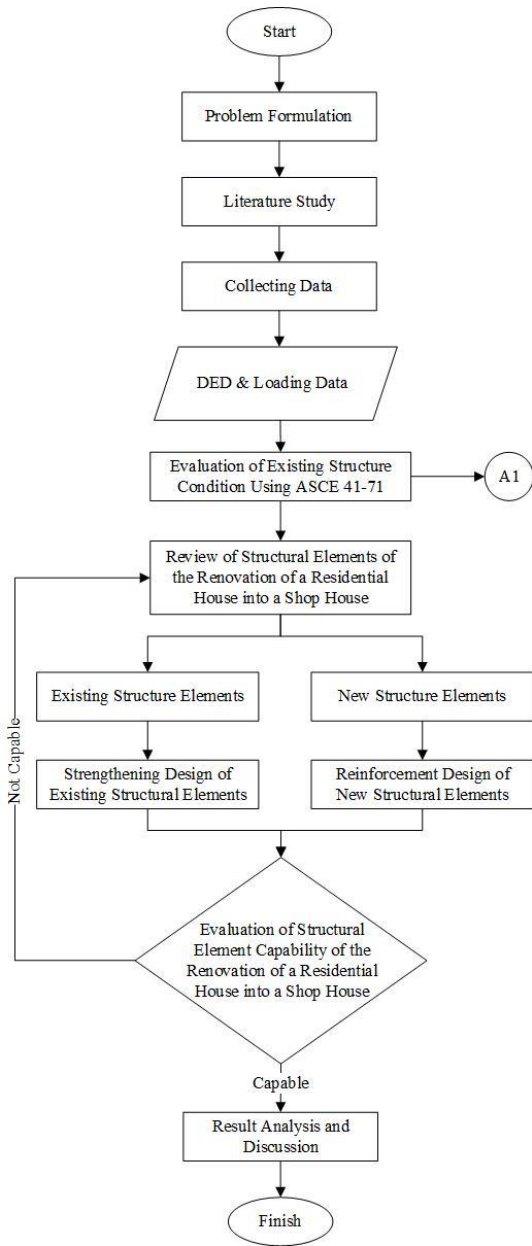 Start
Problem Formulation
Literature Study
Collecting Data
DED & Loading Data
Evaluation of Existing Structure
Condition Using ASCE 41-71
A1
Review of Structural Elements of
the Renovation of a Residential
House into a Shop House
Existing Structure Elements
New Structure Elements
Strengthening Design of
Existing Structural Elements
Reinforcement Design of
New Structural Elements
Not Capable
Evaluation of Structural
Element Capability of the
Renovation of a Residential
House into a Shop House
Capable
Result Analysis and
Discussion
Finish